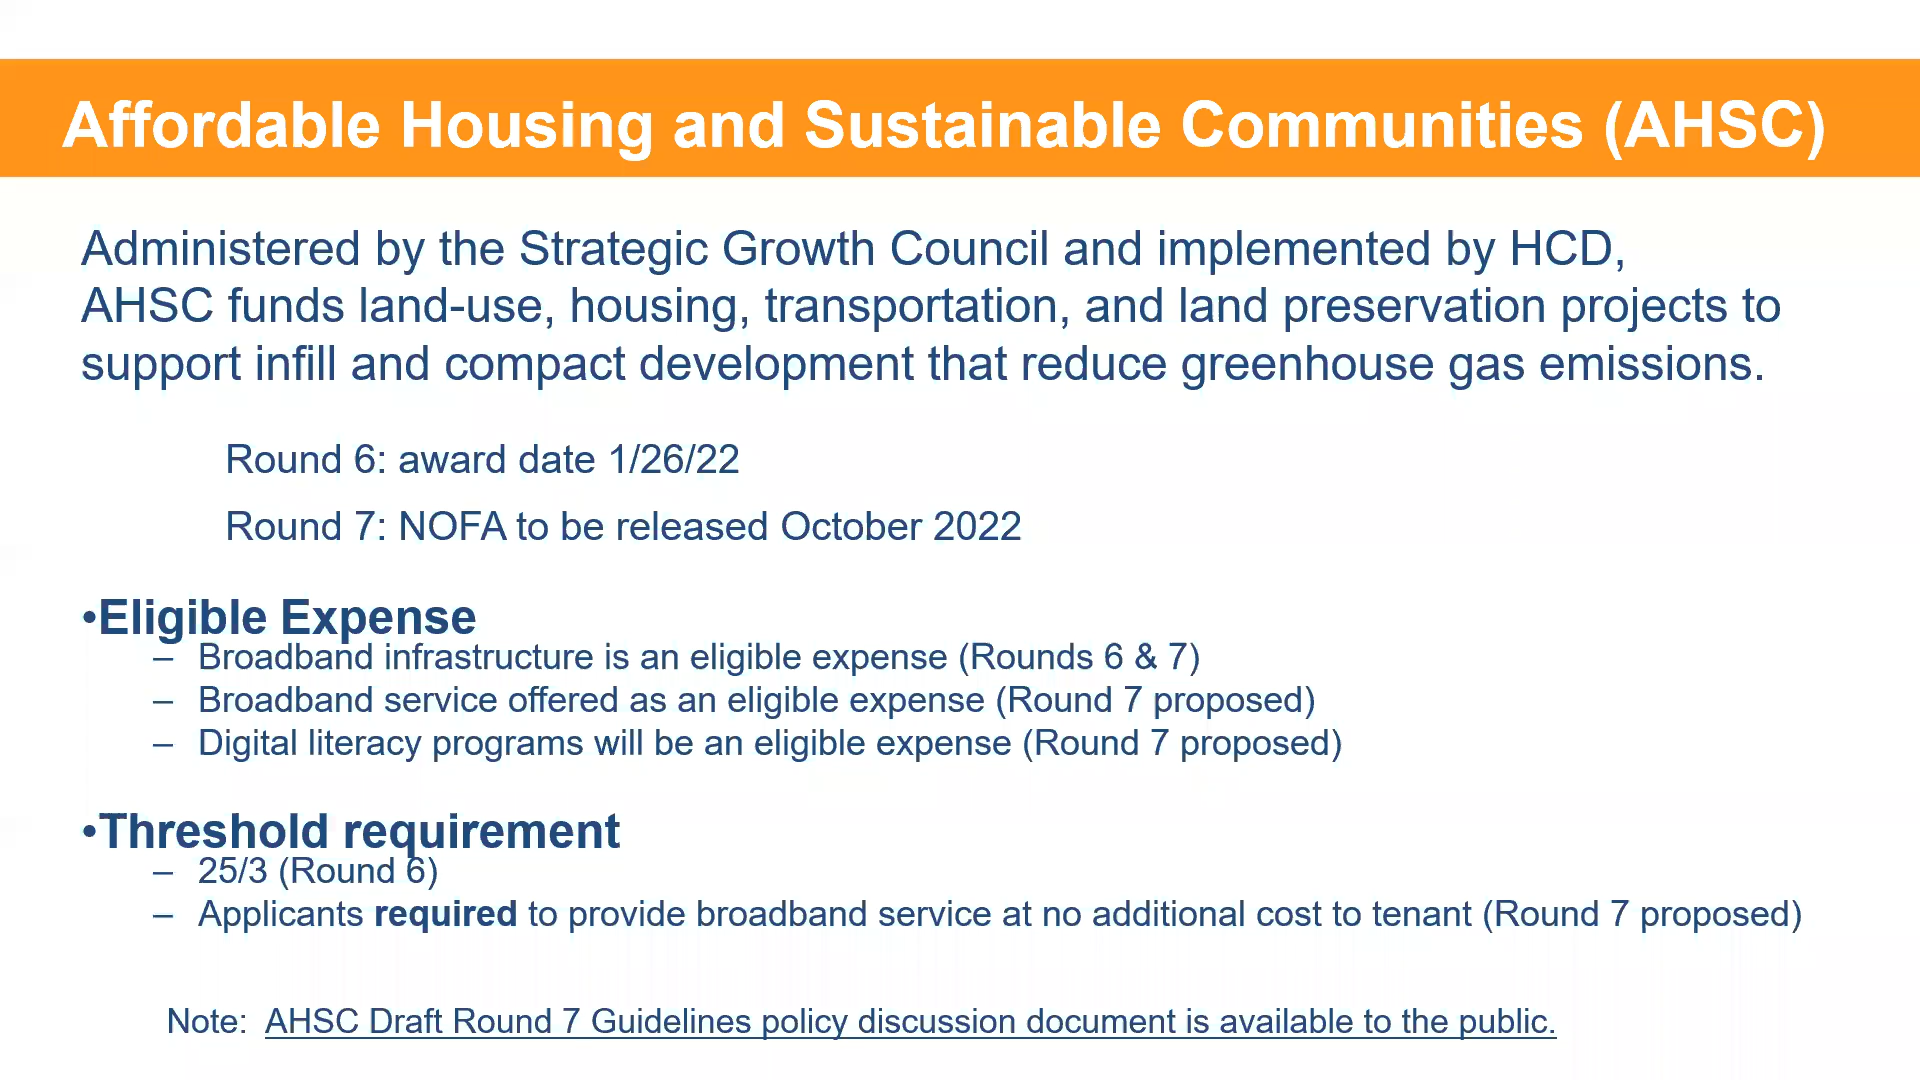 Affordable Housing and Sustainable Communities (AHSC)
Administered by the Strategic Growth Council and implemented by HCD,
AHSC funds land-use, housing, transportation, and land preservation projects to
support infill and compact development that reduce greenhouse gas emissions.
Round 6: award date 1/26/22
Round 7: NOFA to be released October 2022
•Eligible Expense
– Broadband infrastructure is an eligible expense (Rounds 6 & 7)
– Broadband service offered as an eligible expense (Round 7 proposed)
– Digital literacy programs will be an eligible expense (Round 7 proposed)
•Threshold requirement
– 25/3 (Round 6)
– Applicants required to provide broadband service at no additional cost to tenant (Round 7 proposed)
Note: AHSC Draft Round 7 Guidelines policy discussion document is available to the public.